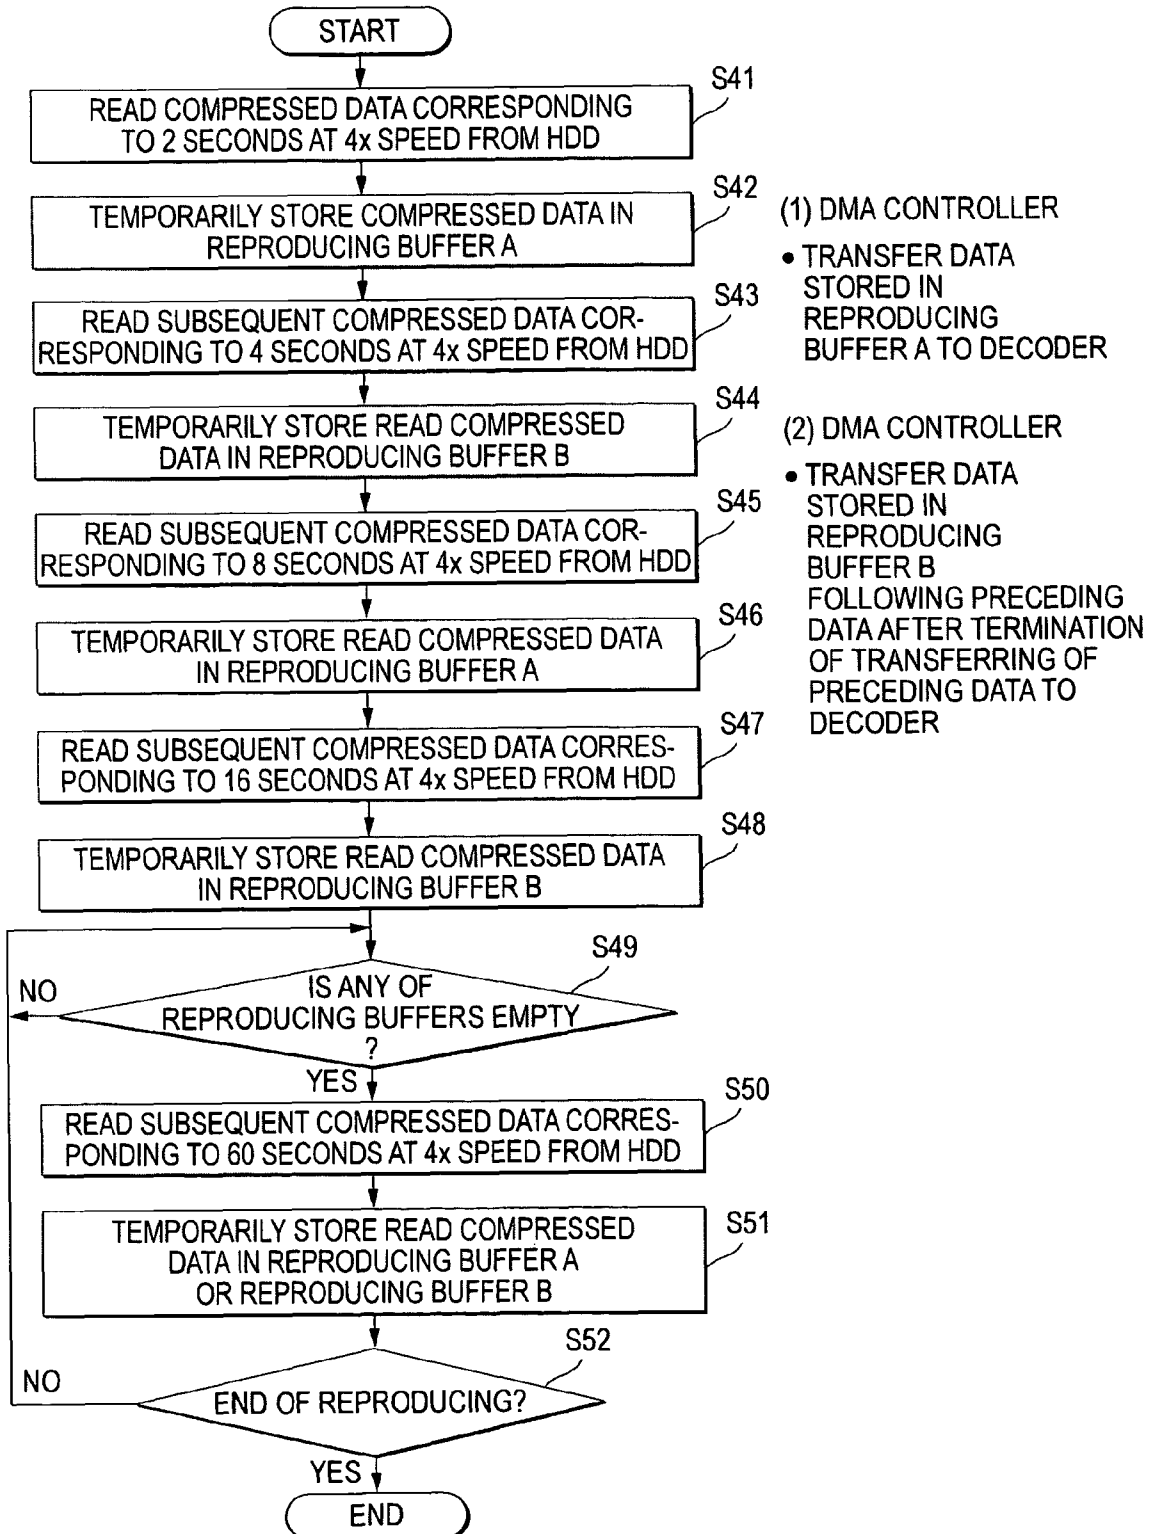 START
S41
READ COMPRESSED DATA CORRESPONDING
TO 2 SECONDS AT 4x SPEED FROM HDD
S42
TEMPORARILY STORE COMPRESSED DATA IN
REPRODUCING BUFFER A
S43
READ SUBSEQUENT COMPRESSED DATA COR-
RESPONDING TO 4 SECONDS AT 4x SPEED FROM HDD
S44
TEMPORARILY STORE READ COMPRESSED
DATA IN REPRODUCING BUFFER B
S45
READ SUBSEQUENT COMPRESSED DATA COR-
RESPONDING TO 8 SECONDS AT 4x SPEED FROM HDD
S46
TEMPORARILY STORE READ COMPRESSED DATA
IN REPRODUCING BUFFER A
S47
READ SUBSEQUENT COMPRESSED DATA CORRES-
PONDING TO 16 SECONDS AT 4x SPEED FROM HDD
S48
TEMPORARILY STORE READ COMPRESSED DATA
IN REPRODUCING BUFFER B
S49
IS ANY OF
REPRODUCING BUFFERS EMPTY
?
NO
YES
S50
READ SUBSEQUENT COMPRESSED DATA CORRES-
PONDING TO 60 SECONDS AT 4x SPEED FROM HDD
S51
TEMPORARILY STORE READ COMPRESSED
DATA IN REPRODUCING BUFFER A
OR REPRODUCING BUFFER B
S52
END OF REPRODUCING?
NO
YES
END
(1) DMA CONTROLLER
• TRANSFER DATA
STORED IN
REPRODUCING
BUFFER A TO DECODER
(2) DMA CONTROLLER
• TRANSFER DATA
STORED IN
REPRODUCING
BUFFER B
FOLLOWING PRECEDING
DATA AFTER TERMINATION
OF TRANSFERRING OF
PRECEDING DATA TO
DECODER